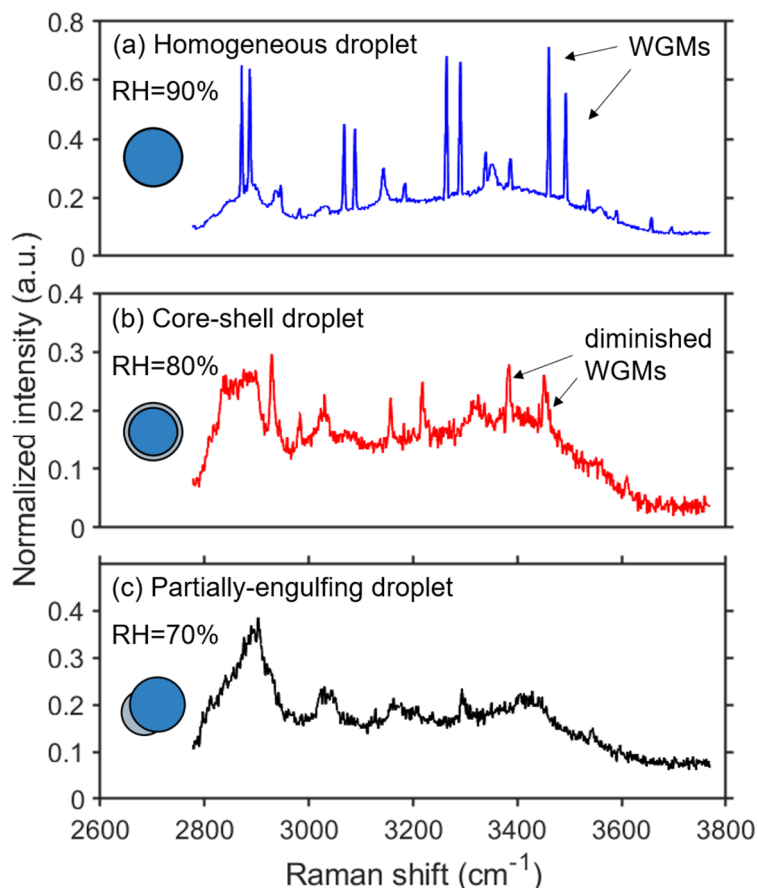 0.8
(a) Homogeneous droplet
WGMs
RH=90%
0.6
0.4
0.2
0
0.4
(b) Core-shell droplet
diminished
WGMs
RH=80%
0.3
0.2
0.1
0
(c) Partially-engulfing droplet
RH=70%
0.4
0.3
0.2
0.1
0
2600 2800 3000 3200 3400 3600 3800
Raman shift (cm⁻¹)
Normalized intensity (a.u.)